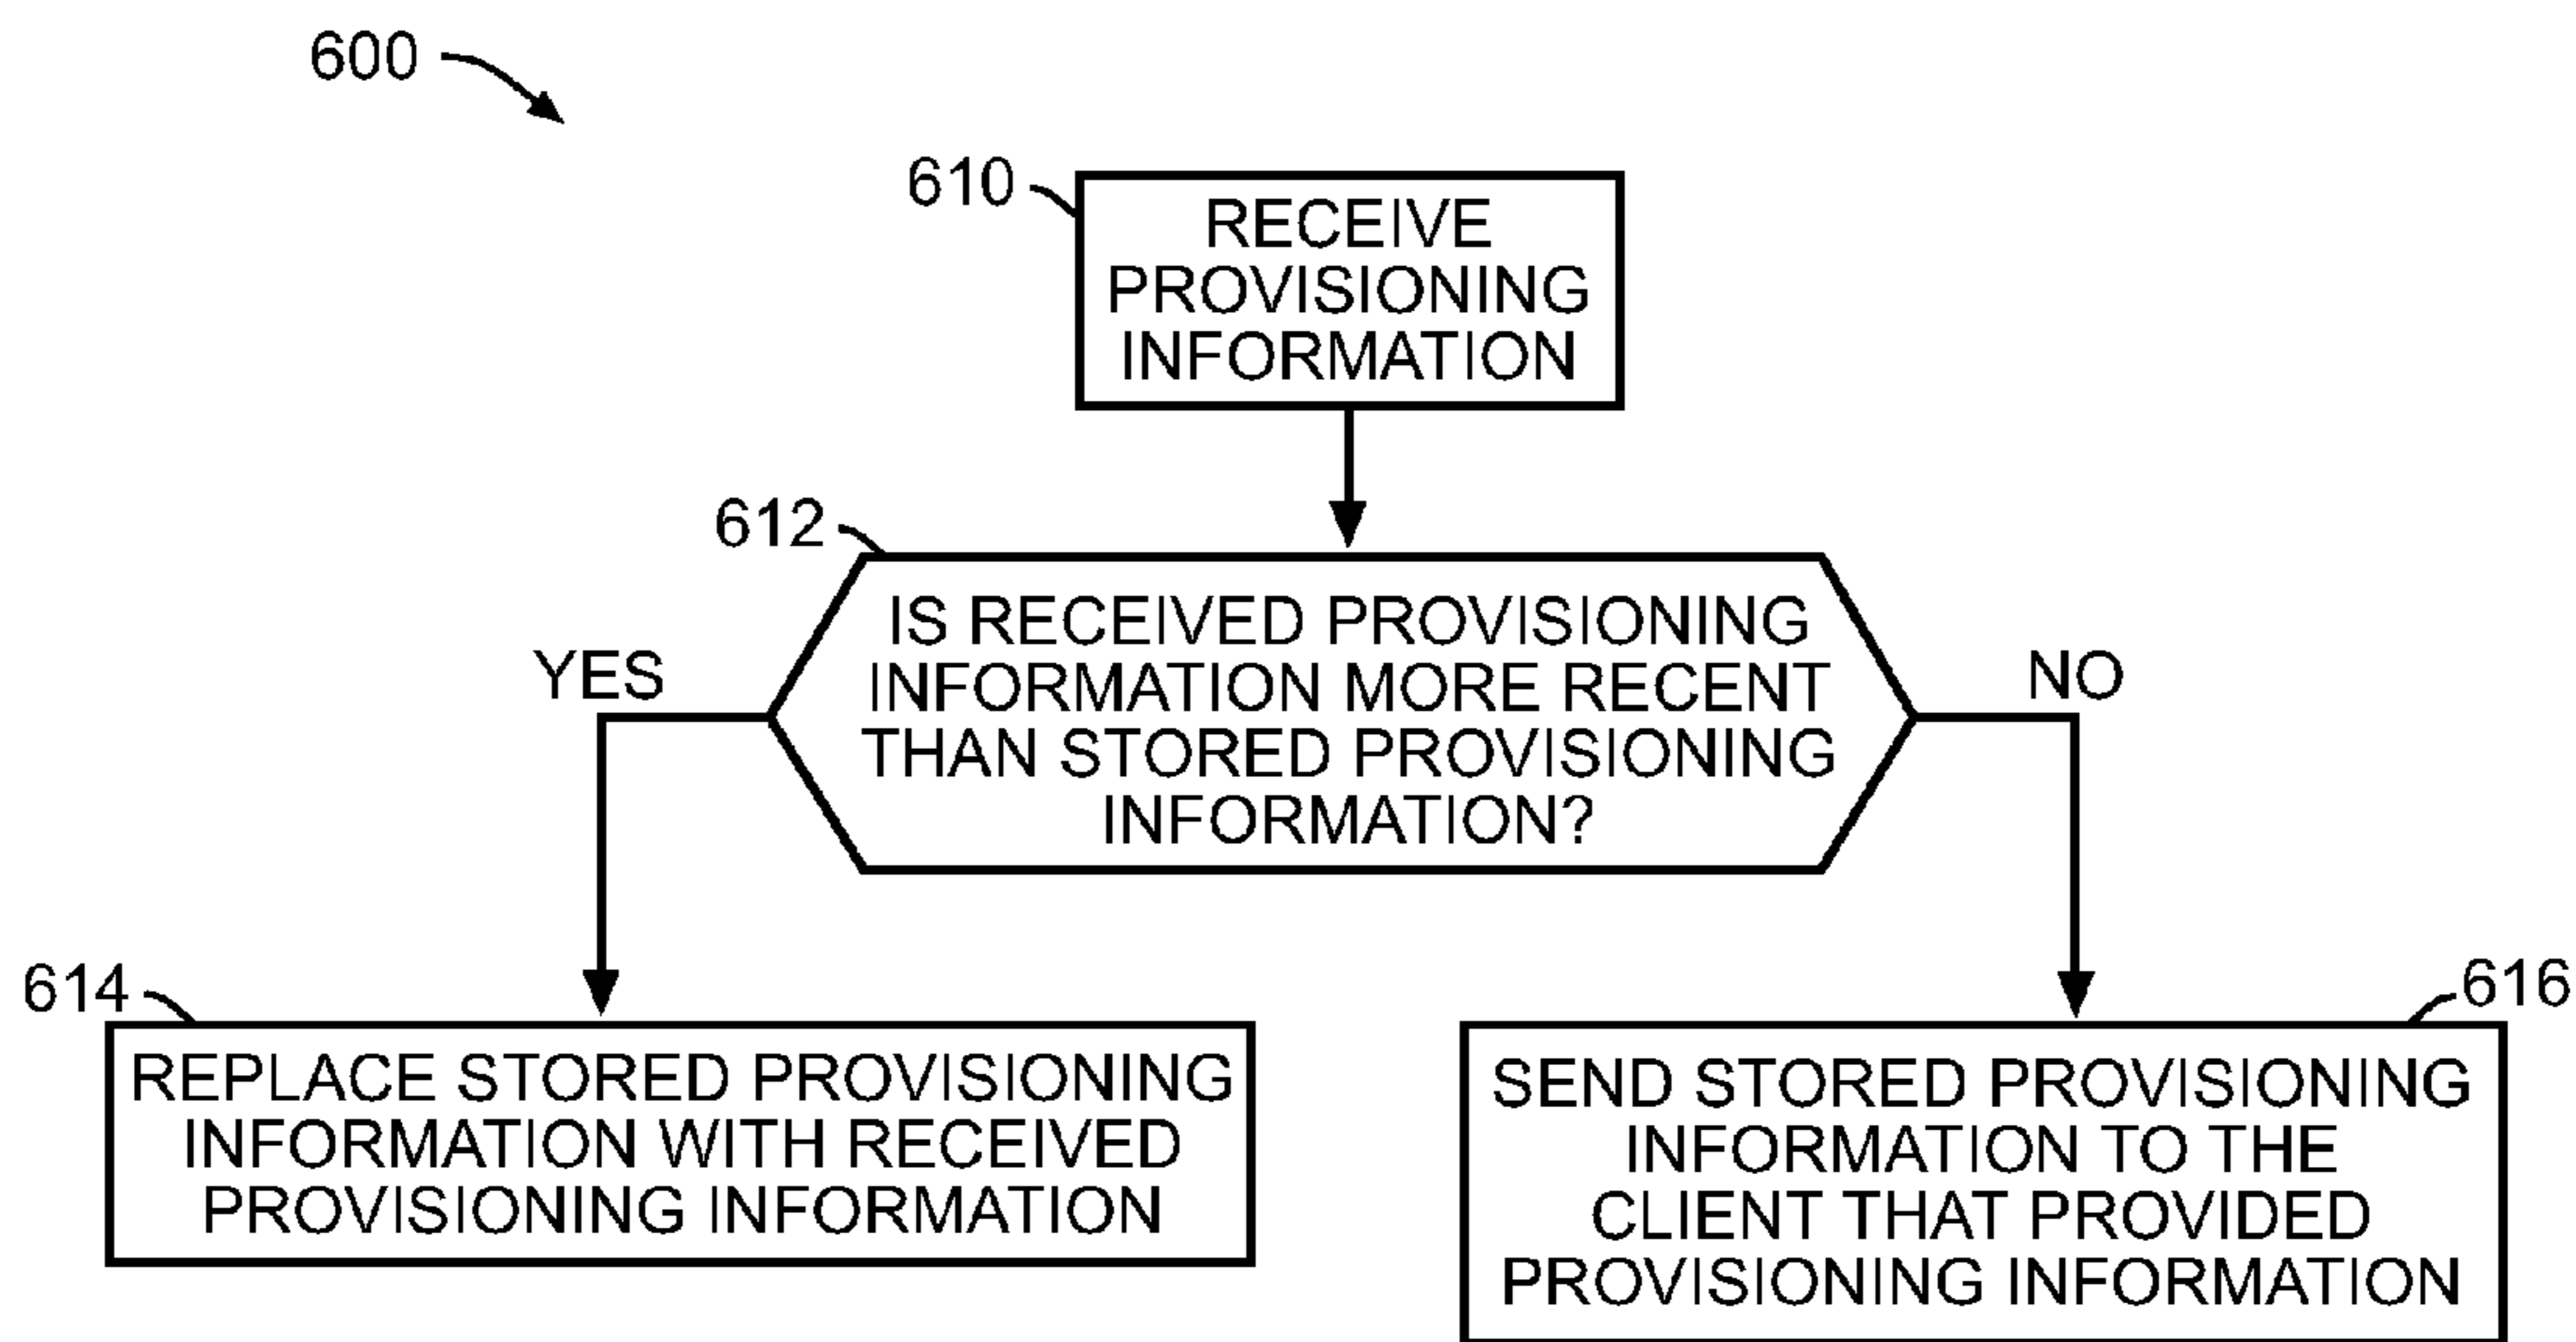 600
610
RECEIVE
PROVISIONING
INFORMATION
612
IS RECEIVED PROVISIONING
INFORMATION MORE RECENT
THAN STORED PROVISIONING
INFORMATION?
YES
NO
614
REPLACE STORED PROVISIONING
INFORMATION WITH RECEIVED
PROVISIONING INFORMATION
616
SEND STORED PROVISIONING
INFORMATION TO THE
CLIENT THAT PROVIDED
PROVISIONING INFORMATION